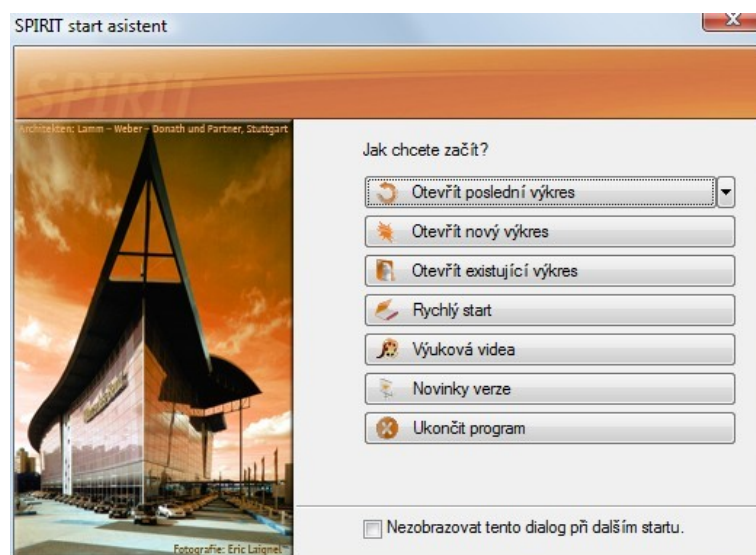 SPIRIT start asistent
SPIRIT
Architekten: Lamm – Weber – Donath und Partner, Stuttgart
Jak chcete začít?
Otevřít poslední výkres
Otevřít nový výkres
Otevřít existující výkres
Rychlý start
Výuková videa
Novinky verze
Ukončit program
Nezobrazovat tento dialog při dalším startu.
Fotografie: Eric Laignel